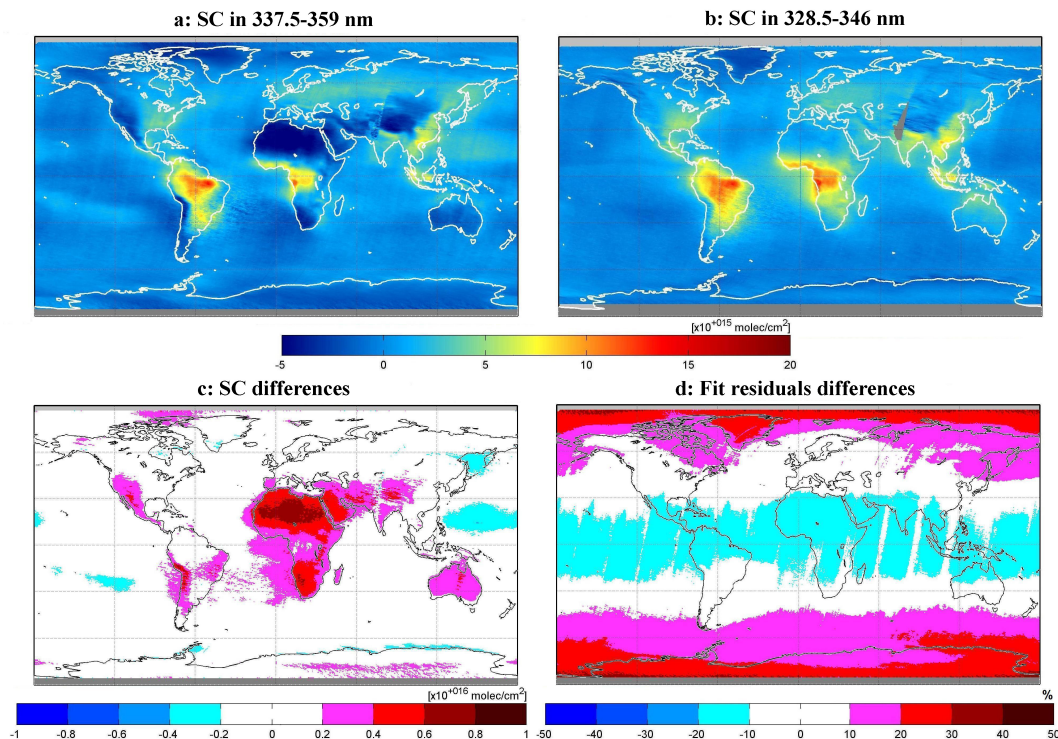 a: SC in 337.5-359 nm
b: SC in 328.5-346 nm
[x10+015 molec/cm2]
-5 0 5 10 15 20
c: SC differences
d: Fit residuals differences
[x10+016 molec/cm2]
%
-1 -0.8 -0.6 -0.4 -0.2 0 0.2 0.4 0.6 0.8 1
-50 -40 -30 -20 -10 0 10 20 30 40 50